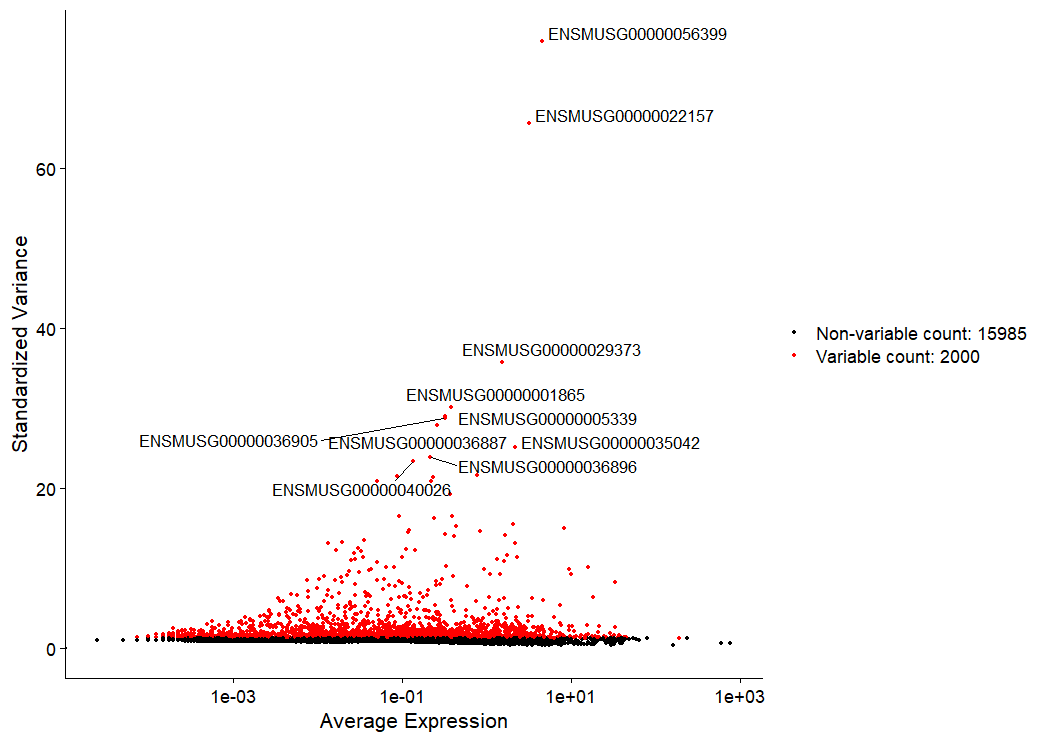 ENSMUSG00000056399
ENSMUSG00000022157
60
40
Standardized Variance
Non-variable count: 15985
Variable count: 2000
ENSMUSG00000029373
ENSMUSG00000001865
ENSMUSG00000005339
ENSMUSG00000036905
ENSMUSG00000036887
ENSMUSG00000035042
ENSMUSG00000036896
20
ENSMUSG00000040026
0
1e-03
1e-01
1e+01
1e+03
Average Expression